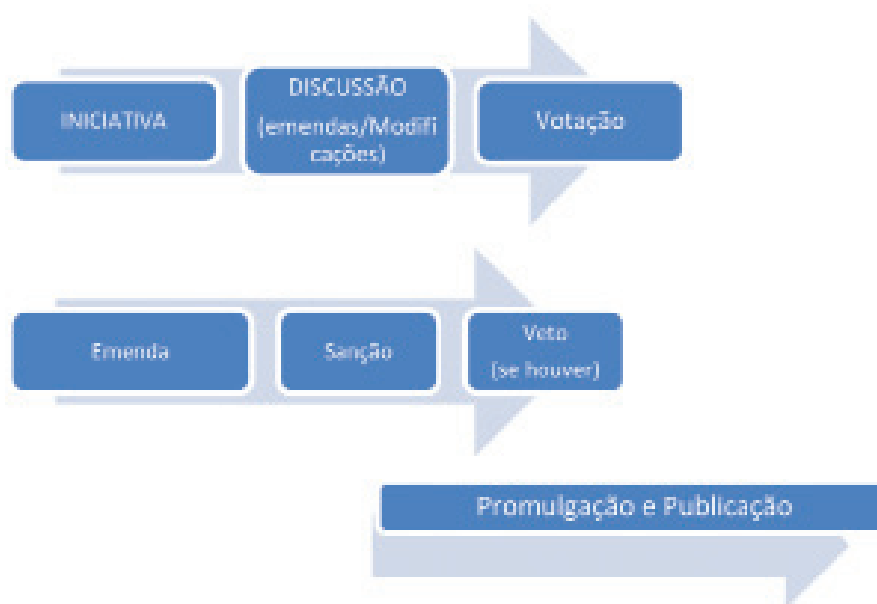 INICIATIVA
DISCUSSÃO
(emendas/Modifi
cações)
Votação
Emenda
Sanção
Veto
(se houver)
Promulgação e Publicação